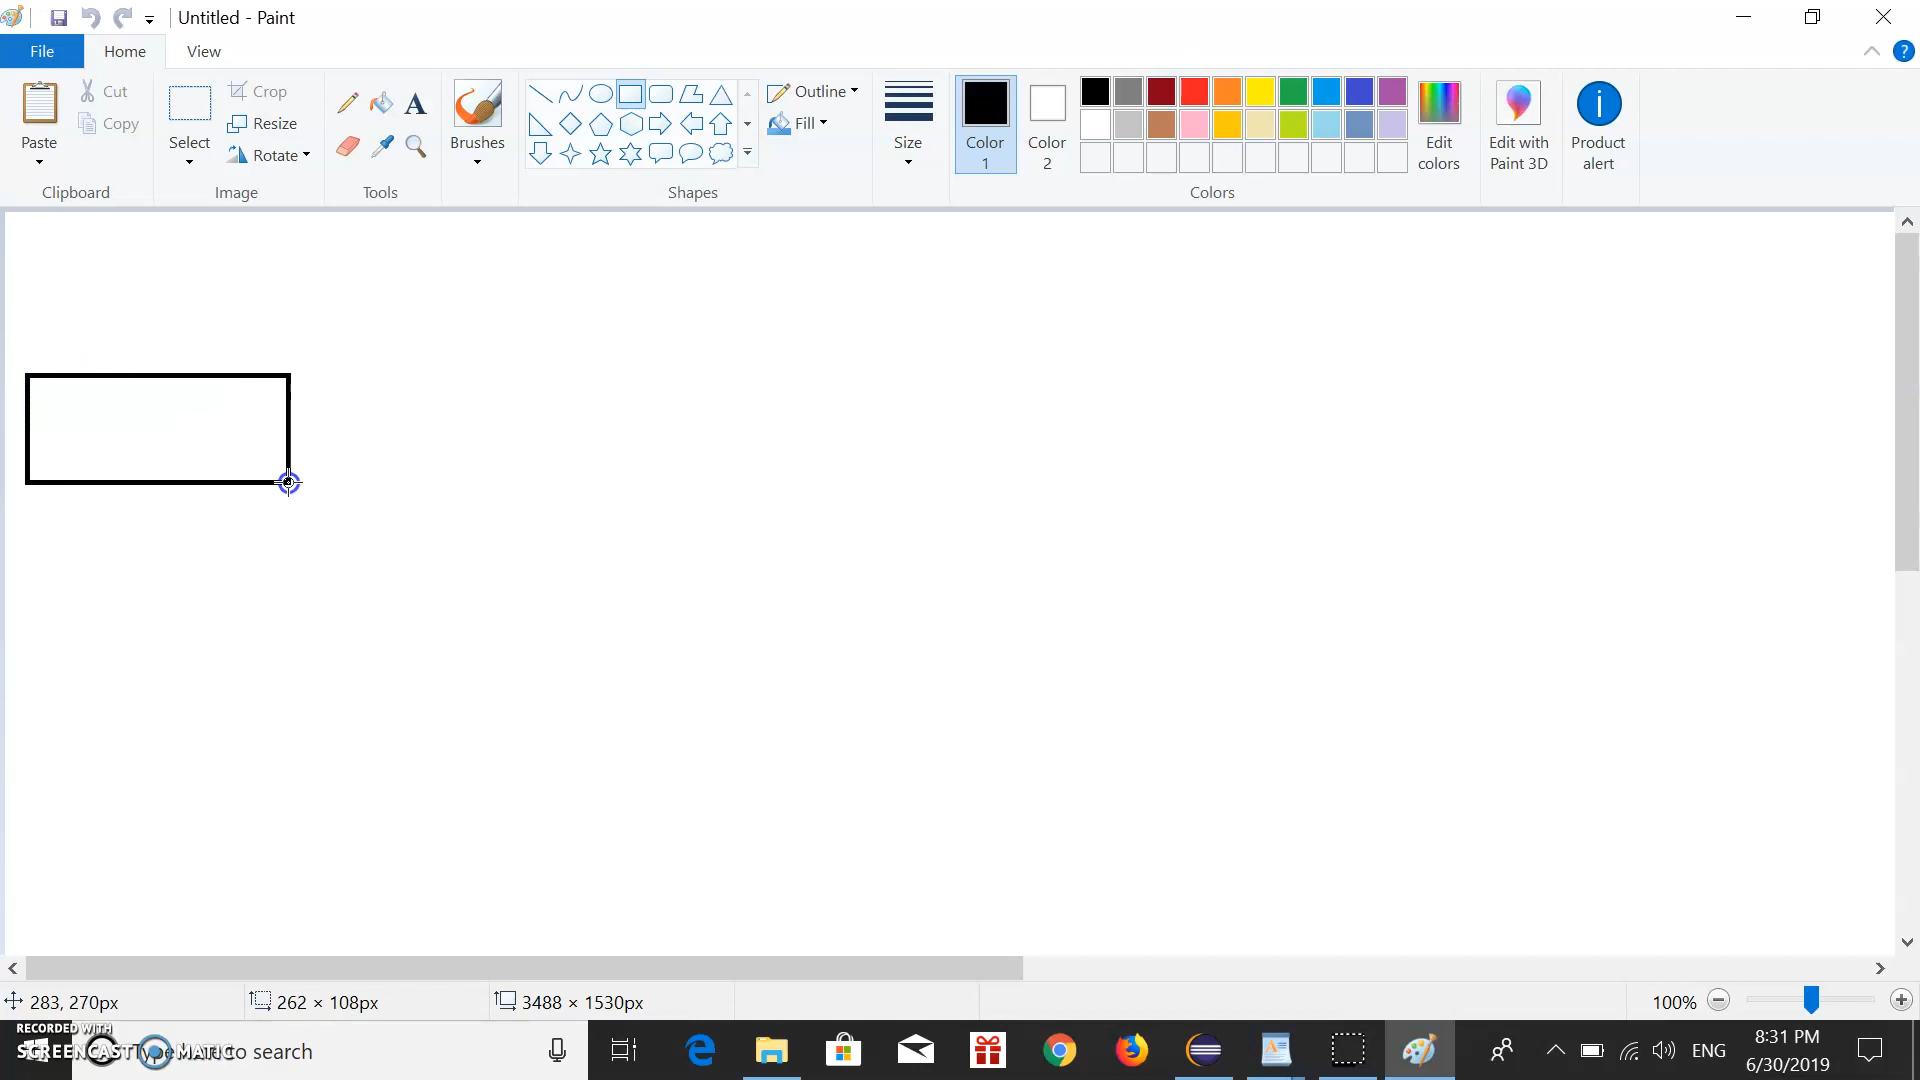 Untitled - Paint
File Home View
Paste Cut Copy Clipboard
Select Crop Resize Rotate Image
A Tools
Brushes
Outline Fill Shapes
Size
Color 1 Color 2 Edit colors Colors
Edit with Paint 3D
i Product alert
?
283, 270px 262 × 108px 3488 × 1530px 100%
RECORDED WITH
SCREENCAST MATIC
to search
ENG 8:31 PM
6/30/2019